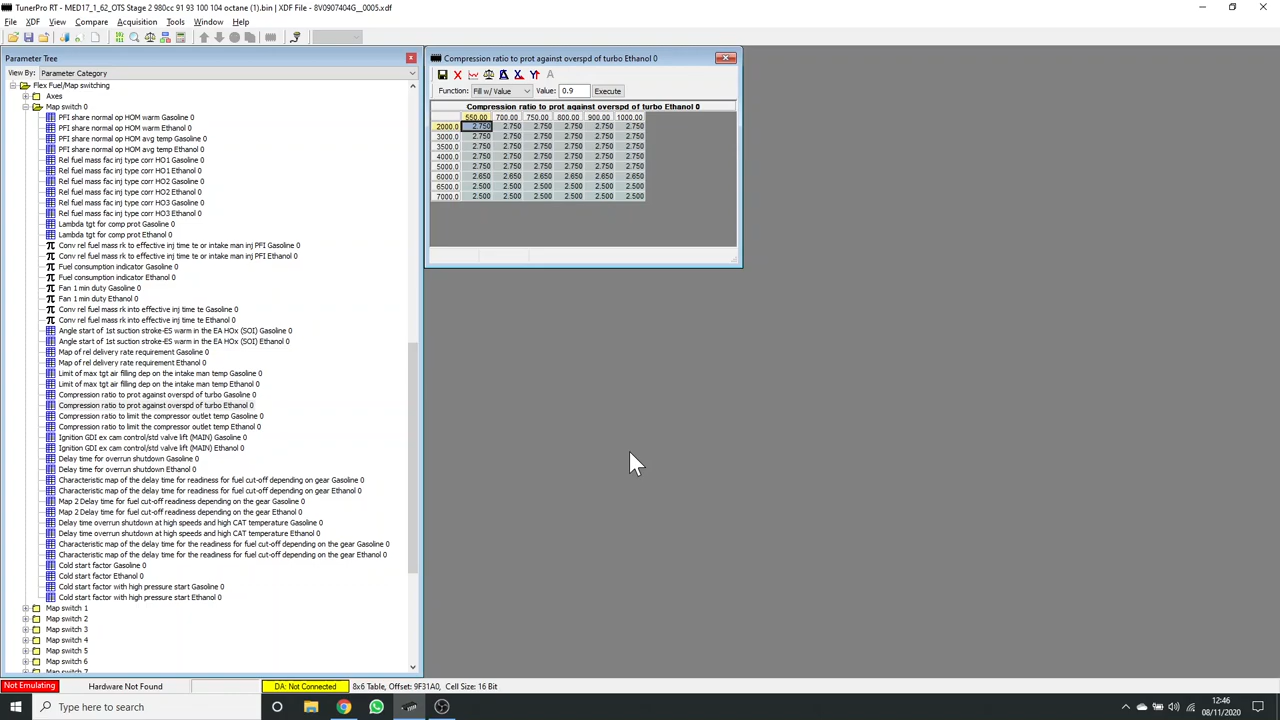 TunerPro RT - MED17_1_62_OTS Stage 2 980cc 91 93 100 104 octane (1).bin | XDF File - 8V0907404G__0005.xdf
File XDF View Compare Acquisition Tools Window Help
Parameter Tree
View By: Parameter Category
Flex Fuel/Map switching
Axes
Map switch 0
PFI share normal op HOM warm Gasoline 0
PFI share normal op HOM warm Ethanol 0
PFI share normal op HOM avg temp Gasoline 0
PFI share normal op HOM avg temp Ethanol 0
Rel fuel mass fac inj type corr HO1 Gasoline 0
Rel fuel mass fac inj type corr HO1 Ethanol 0
Rel fuel mass fac inj type corr HO2 Gasoline 0
Rel fuel mass fac inj type corr HO2 Ethanol 0
Rel fuel mass fac inj type corr HO3 Gasoline 0
Rel fuel mass fac inj type corr HO3 Ethanol 0
Lambda tgt for comp prot Gasoline 0
Lambda tgt for comp prot Ethanol 0
Conv rel fuel mass rk to effective inj time te or intake man inj PFI Gasoline 0
Conv rel fuel mass rk to effective inj time te or intake man inj PFI Ethanol 0
Fuel consumption indicator Gasoline 0
Fuel consumption indicator Ethanol 0
Fan 1 min duty Gasoline 0
Fan 1 min duty Ethanol 0
Conv rel fuel mass rk into effective inj time te Gasoline 0
Conv rel fuel mass rk into effective inj time te Ethanol 0
Angle start of 1st suction stroke-ES warm in the EA HOx (SOI) Gasoline 0
Angle start of 1st suction stroke-ES warm in the EA HOx (SOI) Ethanol 0
Map of rel delivery rate requirement Gasoline 0
Map of rel delivery rate requirement Ethanol 0
Limit of max tgt air filling dep on the intake man temp Gasoline 0
Limit of max tgt air filling dep on the intake man temp Ethanol 0
Compression ratio to prot against overspd of turbo Gasoline 0
Compression ratio to prot against overspd of turbo Ethanol 0
Compression ratio to limit the compressor outlet temp Gasoline 0
Compression ratio to limit the compressor outlet temp Ethanol 0
Ignition GDI ex cam control/std valve lift (MAIN) Gasoline 0
Ignition GDI ex cam control/std valve lift (MAIN) Ethanol 0
Delay time for overrun shutdown Gasoline 0
Delay time for overrun shutdown Ethanol 0
Characteristic map of the delay time for readiness for fuel cut-off depending on gear Gasoline 0
Characteristic map of the delay time for readiness for fuel cut-off depending on gear Ethanol 0
Map 2 Delay time for fuel cut-off readiness depending on the gear Gasoline 0
Map 2 Delay time for fuel cut-off readiness depending on the gear Ethanol 0
Delay time overrun shutdown at high speeds and high CAT temperature Gasoline 0
Delay time overrun shutdown at high speeds and high CAT temperature Ethanol 0
Characteristic map of the delay time for the readiness for fuel cut-off depending on the gear Gasoline 0
Characteristic map of the delay time for the readiness for fuel cut-off depending on the gear Ethanol 0
Cold start factor Gasoline 0
Cold start factor Ethanol 0
Cold start factor with high pressure start Gasoline 0
Cold start factor with high pressure start Ethanol 0
Map switch 1
Map switch 2
Map switch 3
Map switch 4
Map switch 5
Map switch 6
Map switch 7
Compression ratio to prot against overspd of turbo Ethanol 0
Function: Fill w/ Value Value: 0.9 Execute
Compression ratio to prot against overspd of turbo Ethanol 0
550.00 700.00 750.00 800.00 900.00 1000.00
2000.0 2.750 2.750 2.750 2.750 2.750 2.750
3000.0 2.750 2.750 2.750 2.750 2.750 2.750
3500.0 2.750 2.750 2.750 2.750 2.750 2.750
4000.0 2.750 2.750 2.750 2.750 2.750 2.750
5000.0 2.750 2.750 2.750 2.750 2.750 2.750
6000.0 2.650 2.650 2.650 2.650 2.650 2.650
6500.0 2.500 2.500 2.500 2.500 2.500 2.500
7000.0 2.500 2.500 2.500 2.500 2.500 2.500
Not Emulating Hardware Not Found DA: Not Connected 8x6 Table, Offset: 9F31A0, Cell Size: 16 Bit
Type here to search
12:46
08/11/2020